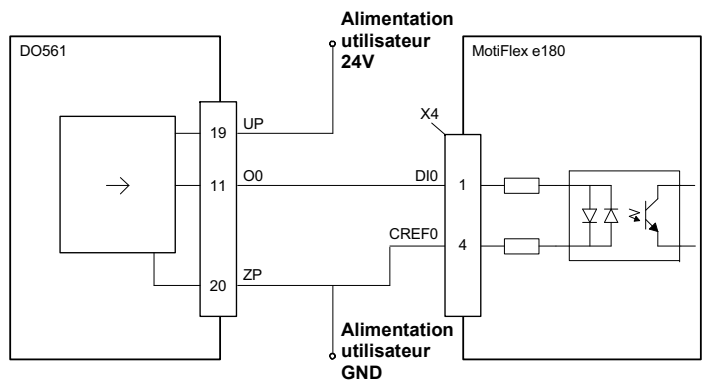 Alimentation
utilisateur
24V
DO561
MotiFlex e180
X4
19 UP
11 O0 DI0 1
CREF0 4
20 ZP
Alimentation
utilisateur
GND